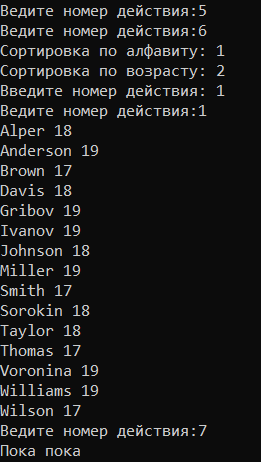 Ведите номер действия:5
Ведите номер действия:6
Сортировка по алфавиту: 1
Сортировка по возрасту: 2
Введите номер действия: 1
Ведите номер действия:1
Alper 18
Anderson 19
Brown 17
Davis 18
Gribov 19
Ivanov 19
Johnson 18
Miller 19
Smith 17
Sorokin 18
Taylor 18
Thomas 17
Voronina 19
Williams 19
Wilson 17
Ведите номер действия:7
Пока пока